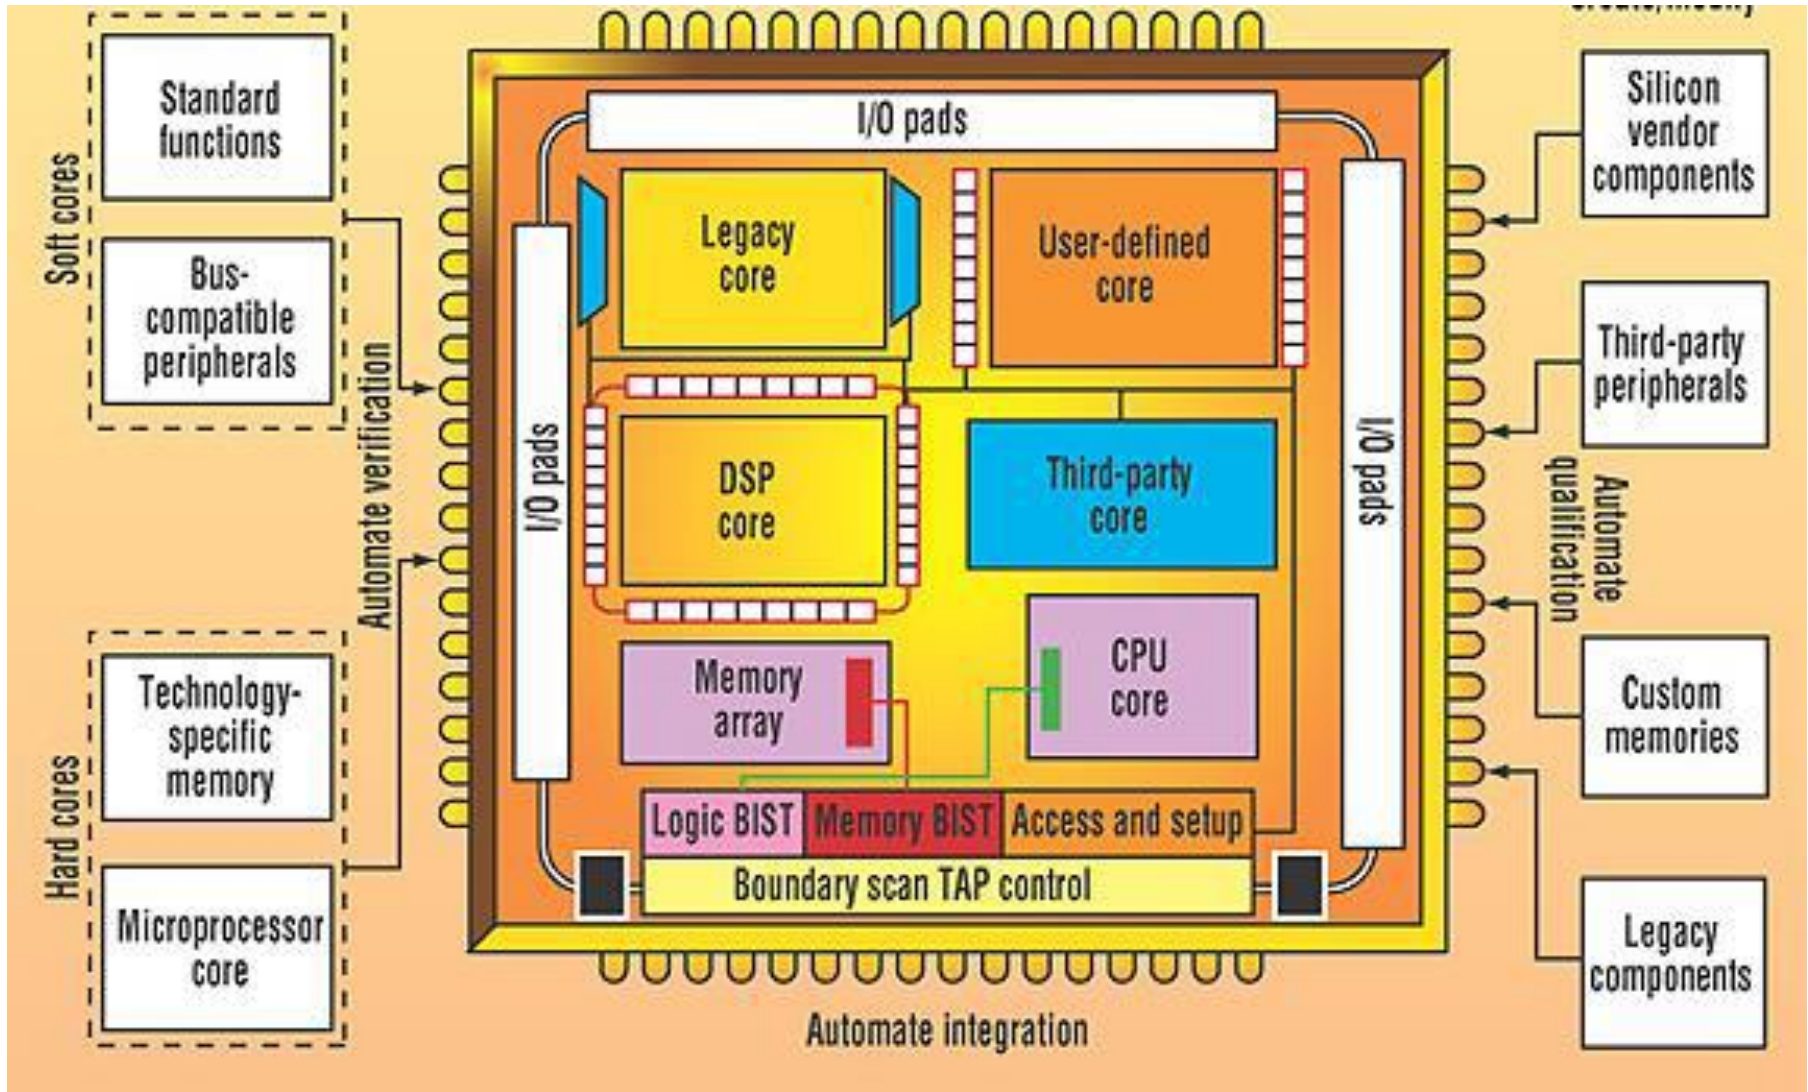 Create/modify
Standard
functions
Bus-
compatible
peripherals
Soft cores
Automate verification
Technology-
specific
memory
Microprocessor
core
Hard cores
I/O pads
I/O pads
I/O pads
Legacy
core
User-defined
core
DSP
core
Third-party
core
Memory
array
CPU
core
Logic BIST
Memory BIST
Access and setup
Boundary scan TAP control
Automate integration
Silicon
vendor
components
Third-party
peripherals
Automate
qualification
Custom
memories
Legacy
components